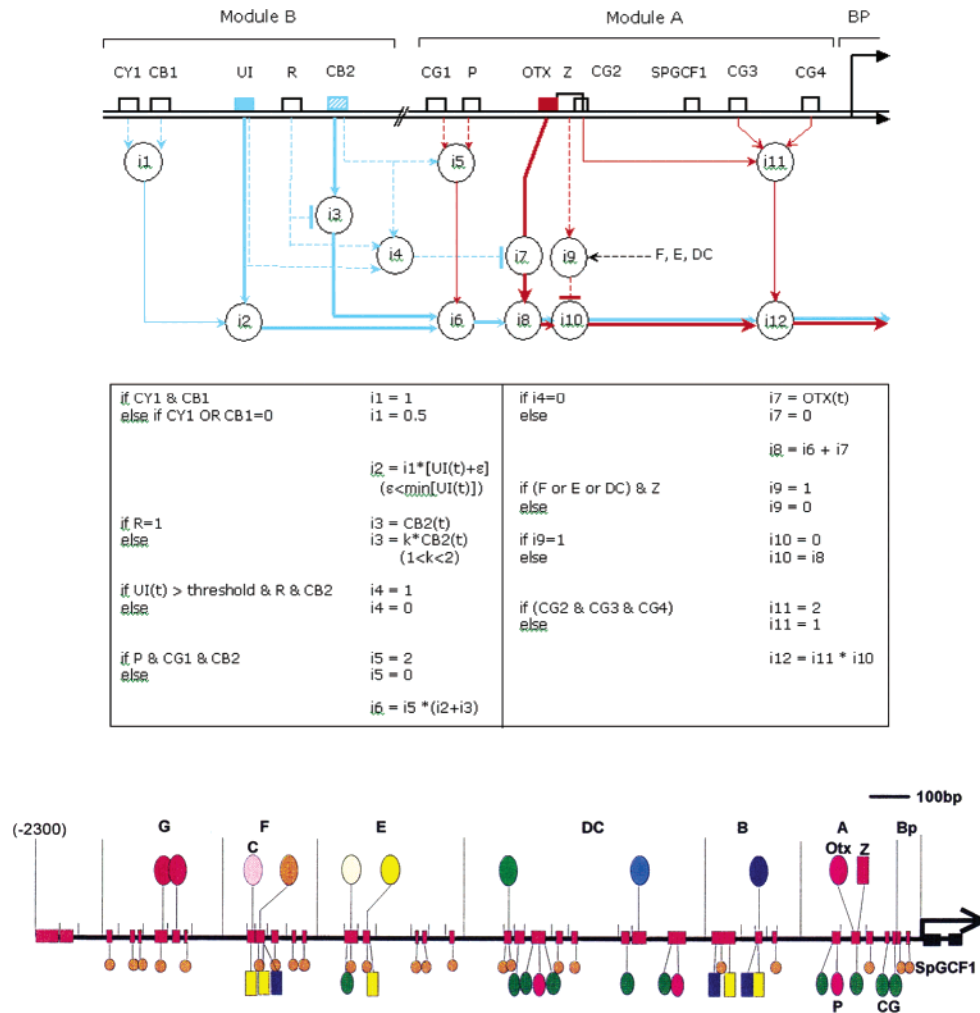 Module B Module A BP
CY1 CB1 UI R CB2 CG1 P OTX Z CG2 SPGCF1 CG3 CG4
i1 i5 i11
i3
i4 i7 i9 F, E, DC
i2 i6 i8 i10 i12
if CY1 & CB1 i1 = 1
else if CY1 OR CB1=0 i1 = 0.5
i2 = i1*[UI(t)+ε]
(ε<min[UI(t)])
if R=1 i3 = CB2(t)
else i3 = k*CB2(t)
(1<k<2)
if UI(t) > threshold & R & CB2 i4 = 1
else i4 = 0
if P & CG1 & CB2 i5 = 2
else i5 = 0
i6 = i5 *(i2+i3)
if i4=0 i7 = OTX(t)
else i7 = 0
i8 = i6 + i7
if (F or E or DC) & Z i9 = 1
else i9 = 0
if i9=1 i10 = 0
else i10 = i8
if (CG2 & CG3 & CG4) i11 = 2
else i11 = 1
i12 = i11 * i10
100bp
(-2300) G F E DC B A Bp
C Otx Z
SpGCF1
P CG